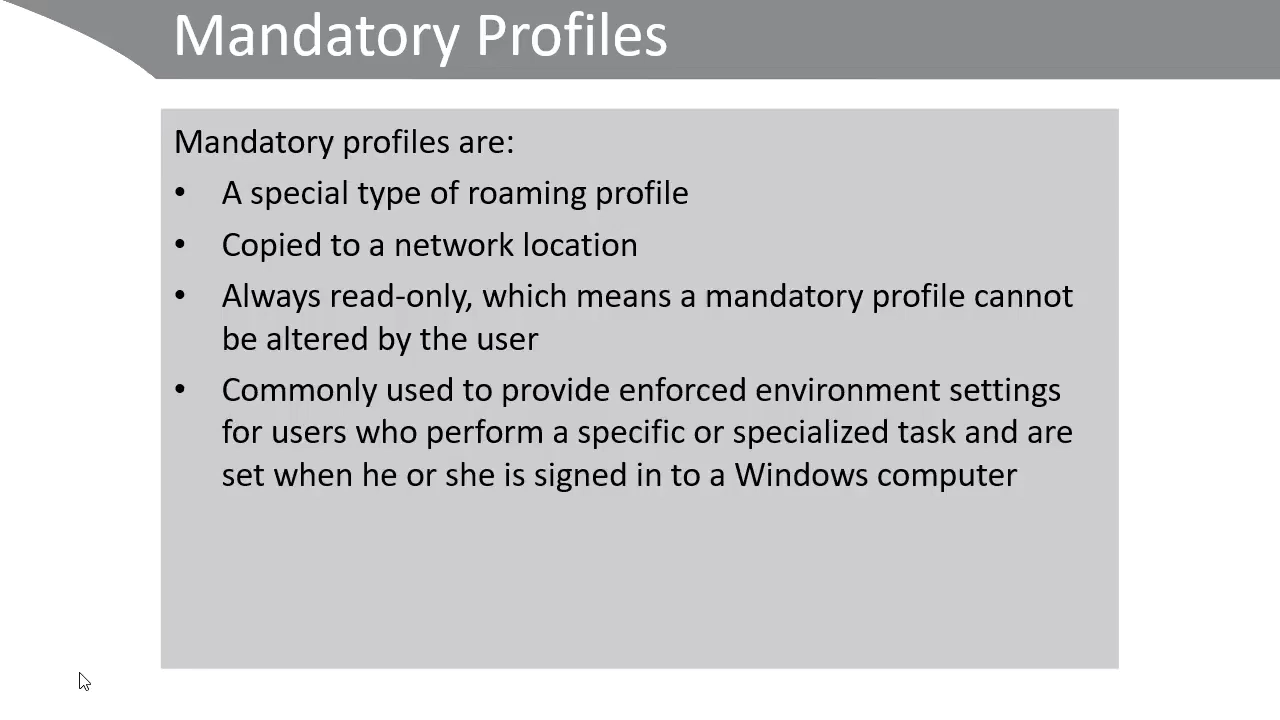 Mandatory Profiles
Mandatory profiles are:
• A special type of roaming profile
• Copied to a network location
• Always read-only, which means a mandatory profile cannot
be altered by the user
• Commonly used to provide enforced environment settings
for users who perform a specific or specialized task and are
set when he or she is signed in to a Windows computer